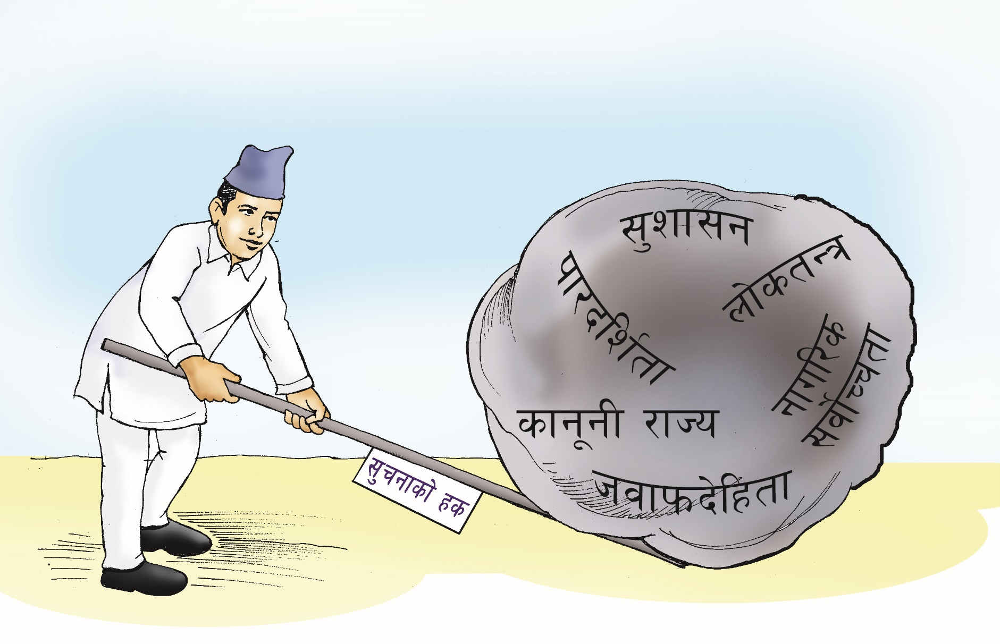 सुशासन
लोकतन्त्र
पारदर्शिता
नागरिक
सर्वोच्चता
कानूनी राज्य
जवाफदेहिता
सुचनाको हक